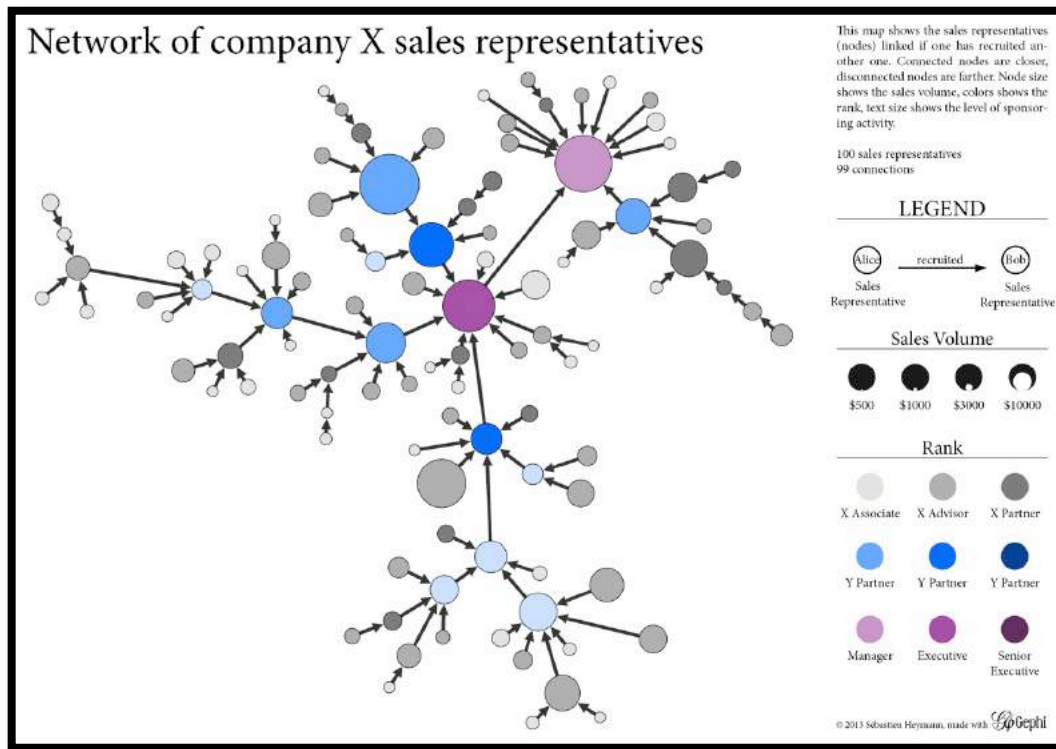 Network of company X sales representatives
This map shows the sales representatives
(nodes) linked if one has recruited an-
other one. Connected nodes are closer,
disconnected nodes are farther. Node size
shows the sales volume, colors shows the
rank, text size shows the level of sponsor-
ing activity.
100 sales representatives
99 connections
LEGEND
Alice recruited Bob
Sales Sales
Representative Representative
Sales Volume
$500 $1000 $3000 $10000
Rank
X Associate X Advisor X Partner
Y Partner Y Partner Y Partner
Manager Executive Senior
Executive
© 2013 Sébastien Heymann, made with Gephi